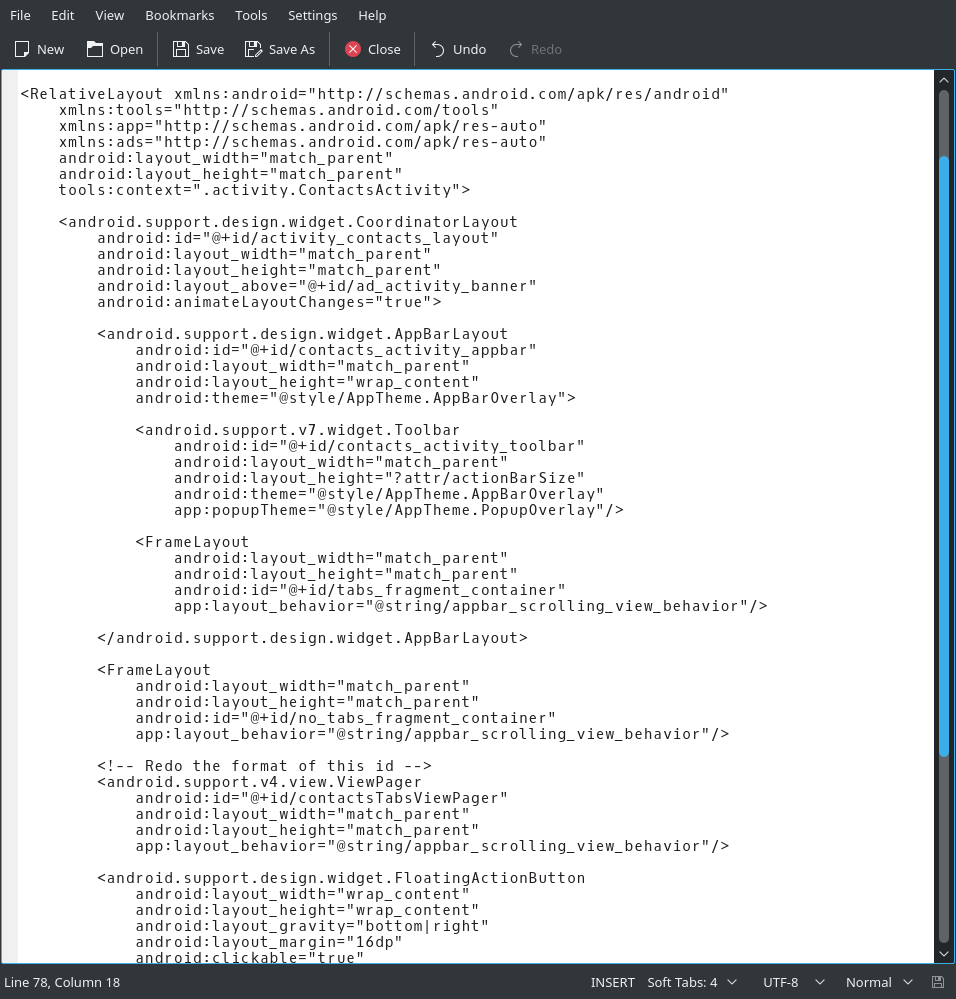 File Edit View Bookmarks Tools Settings Help
New Open Save Save As Close Undo Redo
<RelativeLayout xmlns:android="http://schemas.android.com/apk/res/android"
    xmlns:tools="http://schemas.android.com/tools"
    xmlns:app="http://schemas.android.com/apk/res-auto"
    xmlns:ads="http://schemas.android.com/apk/res-auto"
    android:layout_width="match_parent"
    android:layout_height="match_parent"
    tools:context=".activity.ContactsActivity">

    <android.support.design.widget.CoordinatorLayout
        android:id="@+id/activity_contacts_layout"
        android:layout_width="match_parent"
        android:layout_height="match_parent"
        android:layout_above="@+id/ad_activity_banner"
        android:animateLayoutChanges="true">

        <android.support.design.widget.AppBarLayout
            android:id="@+id/contacts_activity_appbar"
            android:layout_width="match_parent"
            android:layout_height="wrap_content"
            android:theme="@style/AppTheme.AppBarOverlay">

            <android.support.v7.widget.Toolbar
                android:id="@+id/contacts_activity_toolbar"
                android:layout_width="match_parent"
                android:layout_height="?attr/actionBarSize"
                android:theme="@style/AppTheme.AppBarOverlay"
                app:popupTheme="@style/AppTheme.PopupOverlay"/>

            <FrameLayout
                android:layout_width="match_parent"
                android:layout_height="match_parent"
                android:id="@+id/tabs_fragment_container"
                app:layout_behavior="@string/appbar_scrolling_view_behavior"/>

        </android.support.design.widget.AppBarLayout>

        <FrameLayout
            android:layout_width="match_parent"
            android:layout_height="match_parent"
            android:id="@+id/no_tabs_fragment_container"
            app:layout_behavior="@string/appbar_scrolling_view_behavior"/>

        <!-- Redo the format of this id -->
        <android.support.v4.view.ViewPager
            android:id="@+id/contactsTabsViewPager"
            android:layout_width="match_parent"
            android:layout_height="match_parent"
            app:layout_behavior="@string/appbar_scrolling_view_behavior"/>

        <android.support.design.widget.FloatingActionButton
            android:layout_width="wrap_content"
            android:layout_height="wrap_content"
            android:layout_gravity="bottom|right"
            android:layout_margin="16dp"
            android:clickable="true"
Line 78, Column 18 INSERT Soft Tabs: 4 UTF-8 Normal